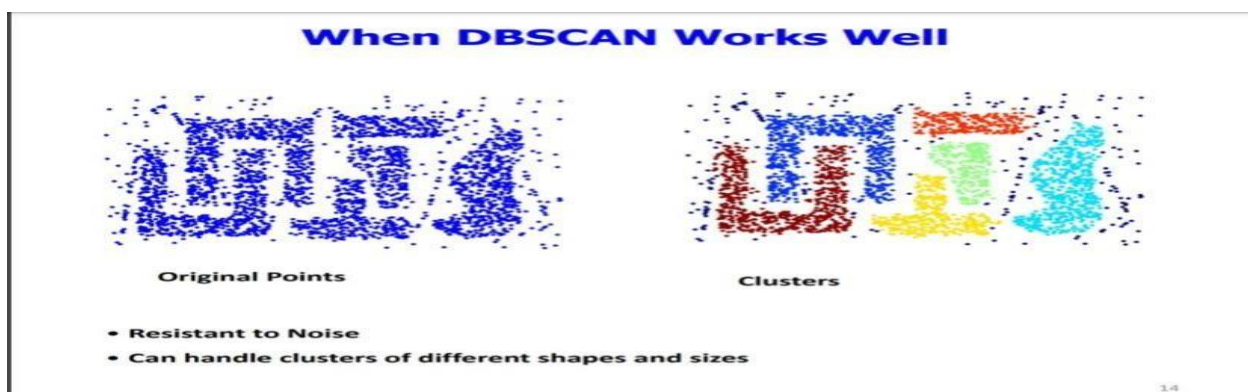 When DBSCAN Works Well
Original Points
Clusters
• Resistant to Noise
• Can handle clusters of different shapes and sizes
14